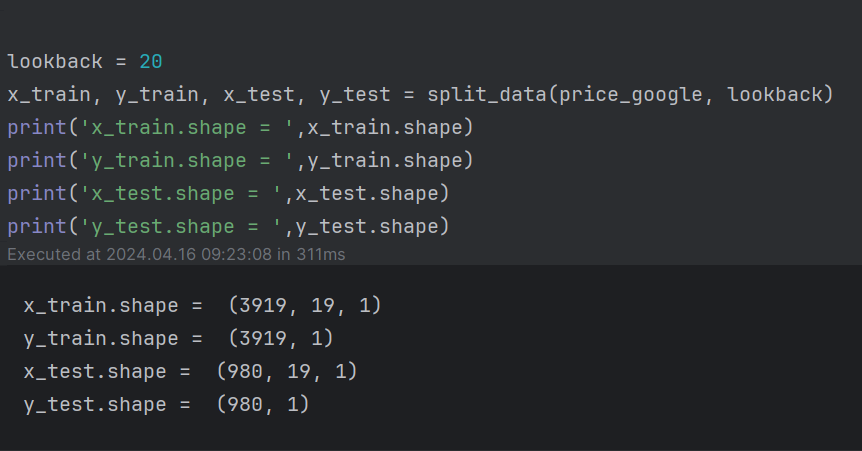 lookback = 20
x_train, y_train, x_test, y_test = split_data(price_google, lookback)
print('x_train.shape = ',x_train.shape)
print('y_train.shape = ',y_train.shape)
print('x_test.shape = ',x_test.shape)
print('y_test.shape = ',y_test.shape)
Executed at 2024.04.16 09:23:08 in 311ms
x_train.shape =  (3919, 19, 1)
y_train.shape =  (3919, 1)
x_test.shape =  (980, 19, 1)
y_test.shape =  (980, 1)